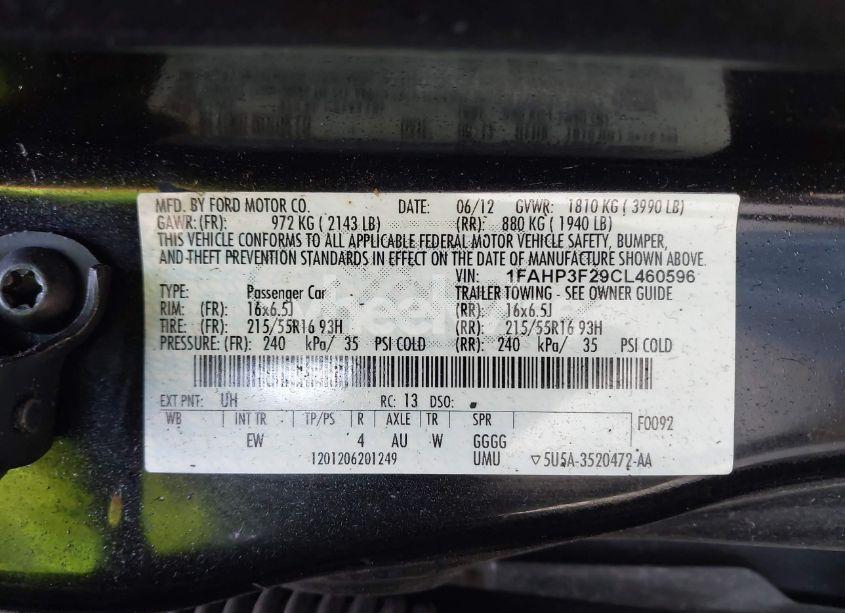 MFD. BY FORD MOTOR CO. DATE: 06/12 GVWR: 1810 KG ( 3990 LB)
GAWR: (FR): 972 KG ( 2143 LB) (RR): 880 KG ( 1940 LB)
THIS VEHICLE CONFORMS TO ALL APPLICABLE FEDERAL MOTOR VEHICLE SAFETY, BUMPER,
AND THEFT PREVENTION STANDARDS IN EFFECT ON THE DATE OF MANUFACTURE SHOWN ABOVE.
VIN: 1FAHP3F29CL460596
TYPE: Passenger Car TRAILER TOWING - SEE OWNER GUIDE
RIM: (FR): 16x6.5J (RR): 16x6.5J
TIRE: (FR): 215/55R16 93H (RR): 215/55R16 93H
PRESSURE: (FR): 240 kPa/ 35 PSI COLD (RR): 240 kPa/ 35 PSI COLD
EXT PNT: UH RC: 13 DSO:
WB INT TR TP/PS R AXLE TR SPR F0092
EW 4 AU W GGGG
1201206201249 UMU ▽5U5A-3520472-AA